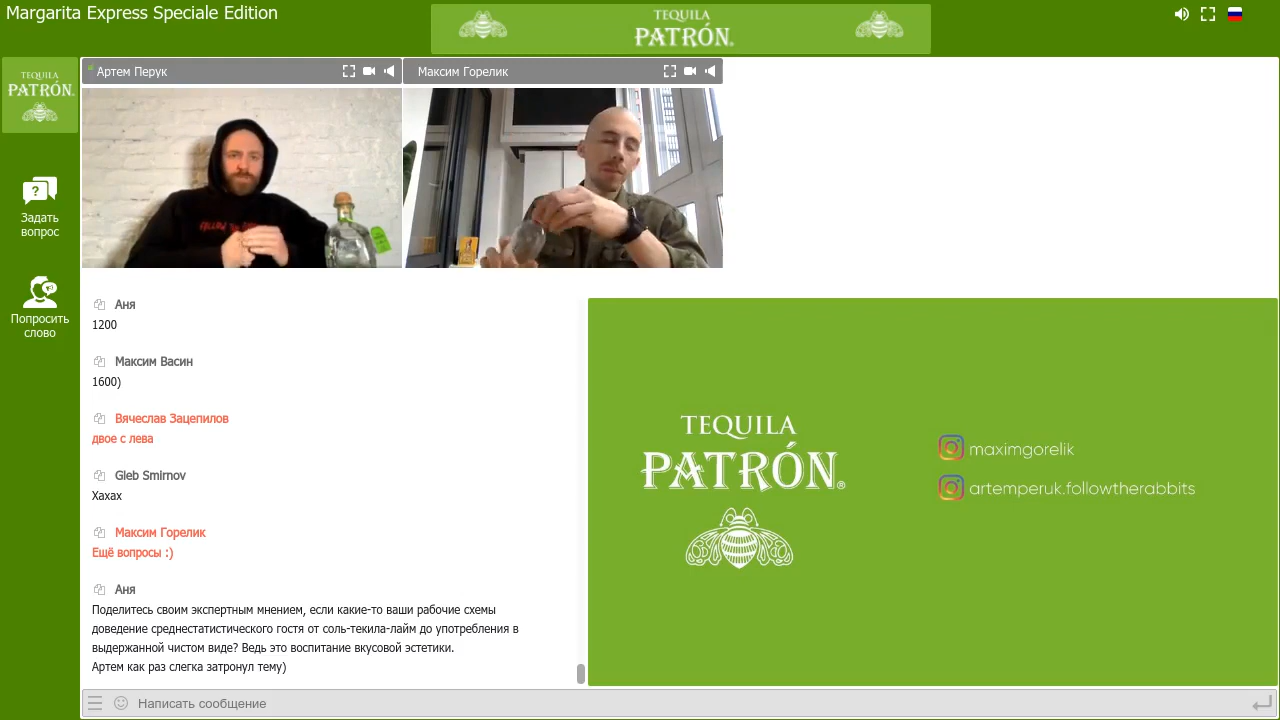 Margarita Express Speciale Edition
TEQUILA
PATRÓN.
TEQUILA
PATRÓN.
Задать
вопрос
Попросить
слово
Артем Перук
Максим Горелик
Аня
1200
Максим Васин
1600)
Вячеслав Зацепилов
двое с лева
Gleb Smirnov
Хахах
Максим Горелик
Ещё вопросы :)
Аня
Поделитесь своим экспертным мнением, если какие-то ваши рабочие схемы
доведение среднестатистического гостя от соль-текила-лайм до употребления в
выдержанной чистом виде? Ведь это воспитание вкусовой эстетики.
Артем как раз слегка затронул тему)
Написать сообщение
TEQUILA
PATRÓN®
maximgorelik
artemperuk.followtherabbits